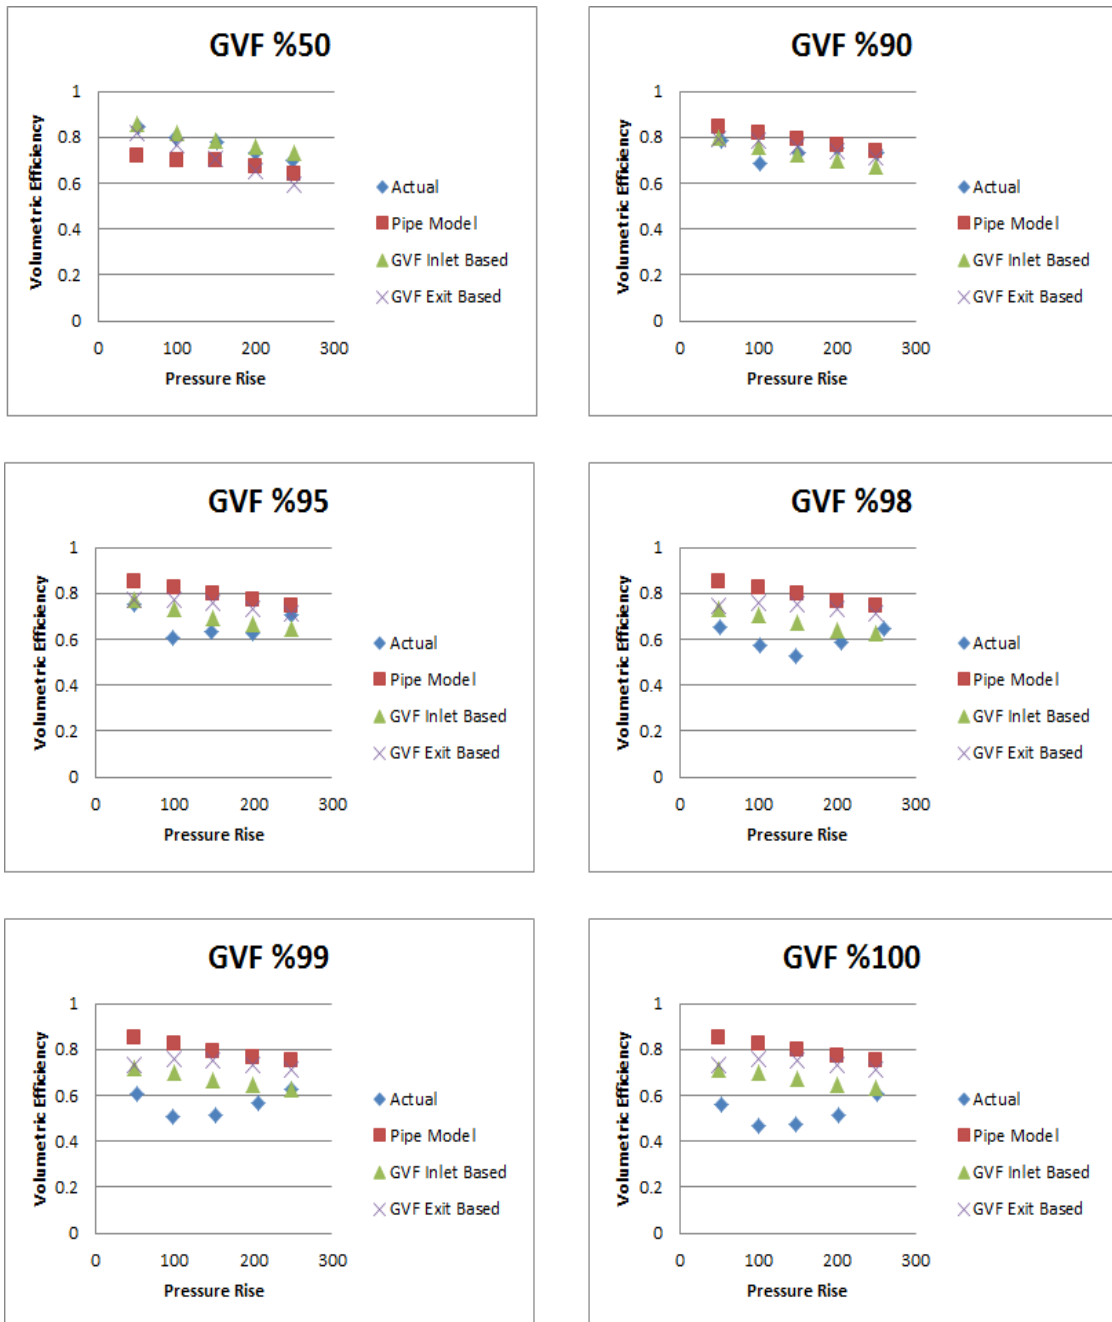 GVF %50
1
0.8
0.6
0.4
0.2
0
0 100 200 300
Volumetric Efficiency
Pressure Rise
Actual
Pipe Model
GVF Inlet Based
GVF Exit Based
GVF %90
1
0.8
0.6
0.4
0.2
0
0 100 200 300
Volumetric Efficiency
Pressure Rise
Actual
Pipe Model
GVF Inlet Based
GVF Exit Based
GVF %95
1
0.8
0.6
0.4
0.2
0
0 100 200 300
Volumetric Efficiency
Pressure Rise
Actual
Pipe Model
GVF Inlet Based
GVF Exit Based
GVF %98
1
0.8
0.6
0.4
0.2
0
0 100 200 300
Volumetric Efficiency
Pressure Rise
Actual
Pipe Model
GVF Inlet Based
GVF Exit Based
GVF %99
1
0.8
0.6
0.4
0.2
0
0 100 200 300
Volumetric Efficiency
Pressure Rise
Actual
Pipe Model
GVF Inlet Based
GVF Exit Based
GVF %100
1
0.8
0.6
0.4
0.2
0
0 100 200 300
Volumetric Efficiency
Pressure Rise
Actual
Pipe Model
GVF Inlet Based
GVF Exit Based